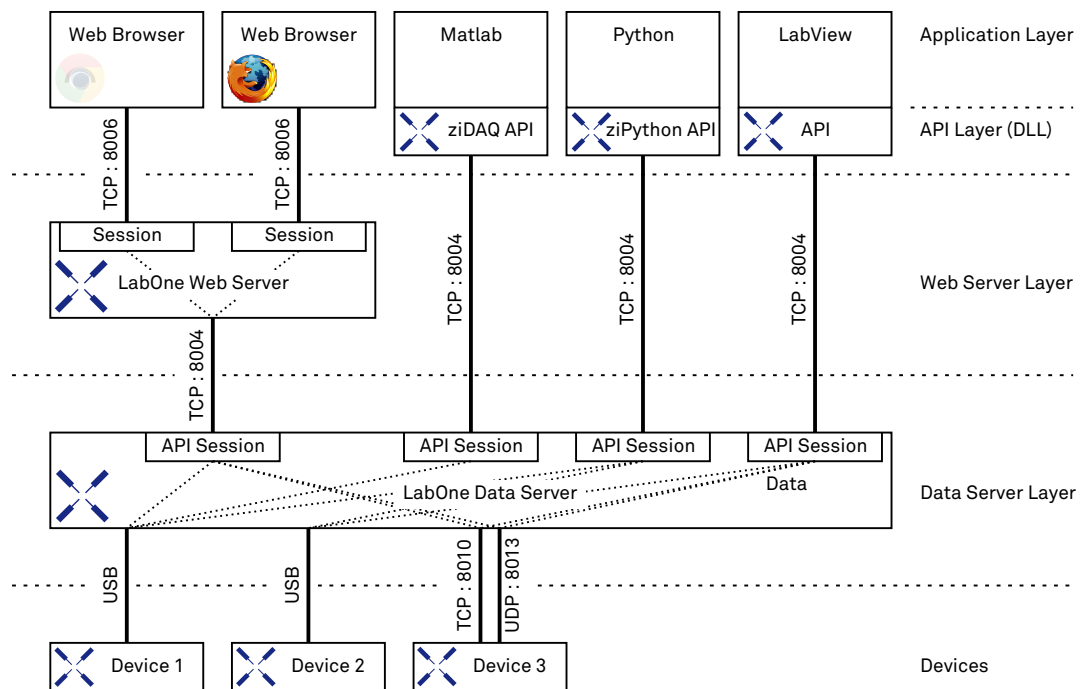 Web Browser
Web Browser
Matlab
Python
LabView
Application Layer
ziDAQ API
ziPython API
API
API Layer (DLL)
TCP : 8006
TCP : 8006
Session
Session
LabOne Web Server
TCP : 8004
TCP : 8004
TCP : 8004
Web Server Layer
TCP : 8004
API Session
API Session
API Session
API Session
LabOne Data Server
Data
Data Server Layer
USB
USB
TCP : 8010
UDP : 8013
Device 1
Device 2
Device 3
Devices